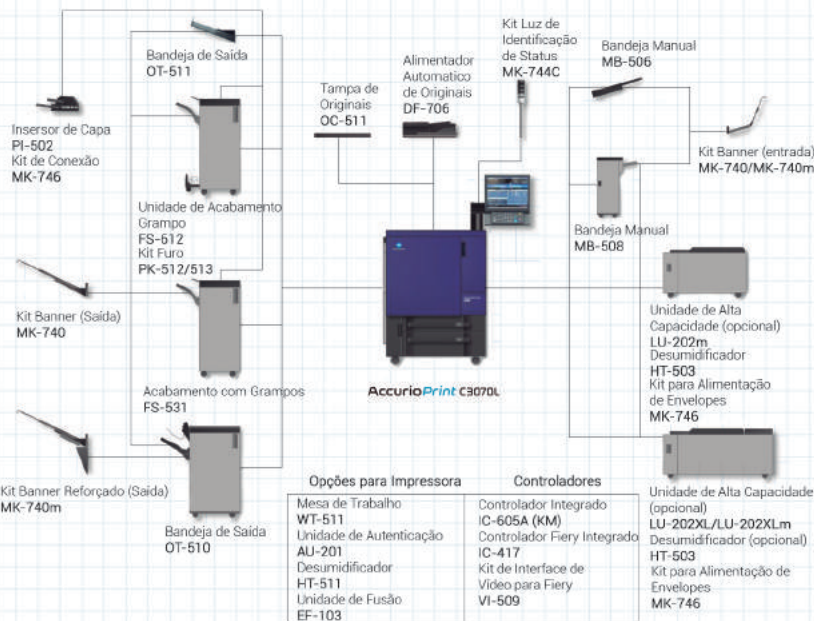 Bandeja de Saída
OT-511
Insersor de Capa
PI-502
Kit de Conexão
MK-746
Unidade de Acabamento
Grampo
FS-612
Kit Furo
PK-512/513
Kit Banner (Saída)
MK-740
Acabamento com Grampos
FS-531
Kit Banner Reforçado (Saída)
MK-740m
Bandeja de Saída
OT-510
Tampa de
Originais
OC-511
Alimentador
Automatico
de Originais
DF-706
Kit Luz de
Identificação
de Status
MK-744C
AccurioPrint C3070L
Bandeja Manual
MB-506
Kit Banner (entrada)
MK-740/MK-740m
Bandeja Manual
MB-508
Unidade de Alta
Capacidade (opcional)
LU-202m
Desumidificador
HT-503
Kit para Alimentação
de Envelopes
MK-746
Unidade de Alta Capacidade
(opcional)
LU-202XL/LU-202XLm
Desumidificador (opcional)
HT-503
Kit para Alimentação de
Envelopes
MK-746
Opções para Impressora
Mesa de Trabalho
WT-511
Unidade de Autenticação
AU-201
Desumidificador
HT-511
Unidade de Fusão
EF-103
Controladores
Controlador Integrado
IC-605A (KM)
Controlador Fiery Integrado
IC-417
Kit de Interface de
Vídeo para Fiery
VI-509